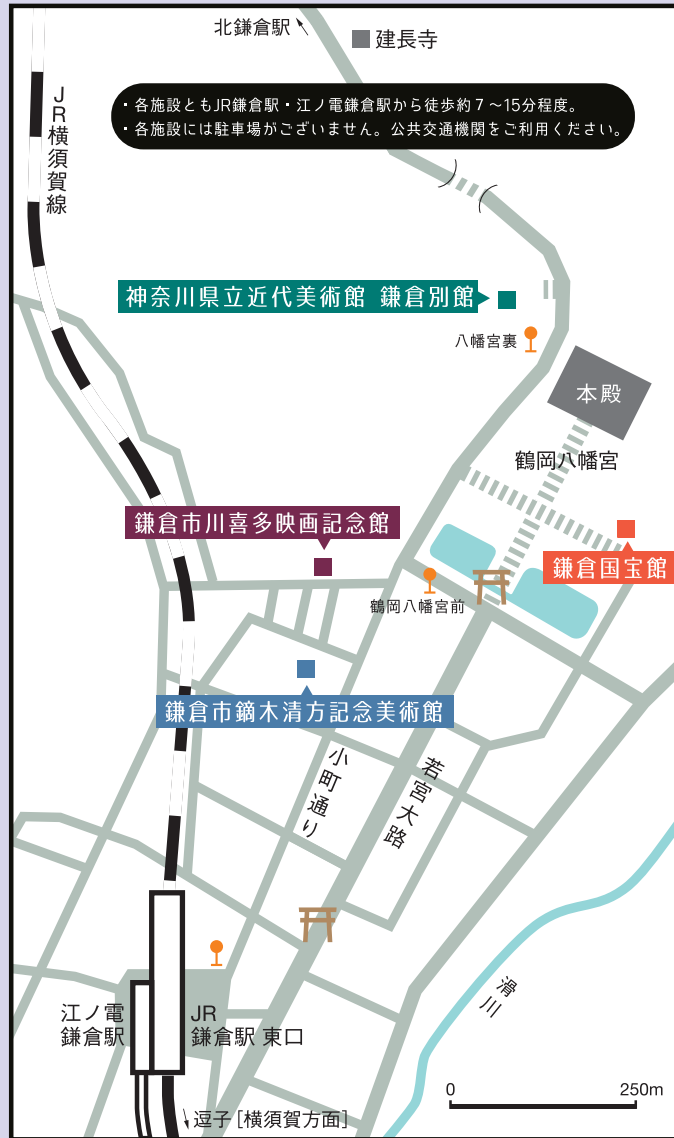 北鎌倉駅
建長寺
JR横須賀線
・各施設ともJR鎌倉駅・江ノ電鎌倉駅から徒歩約7〜15分程度。
・各施設には駐車場がございません。公共交通機関をご利用ください。
神奈川県立近代美術館 鎌倉別館
八幡宮裏
本殿
鶴岡八幡宮
鎌倉市川喜多映画記念館
鎌倉国宝館
鶴岡八幡宮前
鎌倉市鏑木清方記念美術館
小町通り
若宮大路
滑川
江ノ電
鎌倉駅
JR
鎌倉駅 東口
0 250m
逗子[横須賀方面]